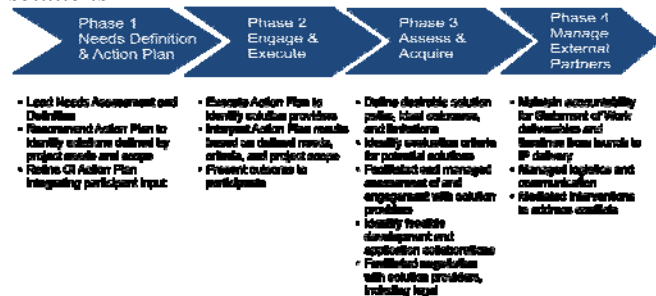 Phase 1
Needs Definition
& Action Plan
Phase 2
Engage &
Execute
Phase 3
Assess &
Acquire
Phase 4
Manage
External
Partners
• Lead Needs Assessment and
Definition
• Recommend Action Plan to
identify solutions defined by
project needs and scope
• Refine OI Action Plan
integrating participant input
• Execute Action Plan to
identify solution providers
• Interpret Action Plan results
based on defined needs,
criteria, and project scope
• Present outcome to
participants
• Define desirable solution
paths, ideal outcomes,
and limitations
• Identify evaluation criteria
for potential solutions
• Facilitated and managed
assessment of and
engagement with solution
providers
• Identify feasible
development and
application collaborations
• Facilitated negotiation
with solution providers,
including legal
• Maintain accountability
for Statement of Work
deliverables and
timelines from launch to
IP delivery
• Managed logistics and
communication
• Mediated interventions
to address conflicts